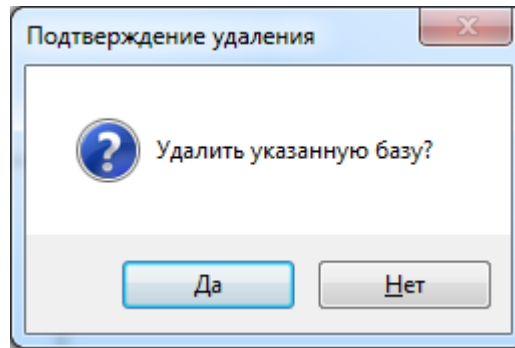 Подтверждение удаления
Удалить указанную базу?
Да
Нет